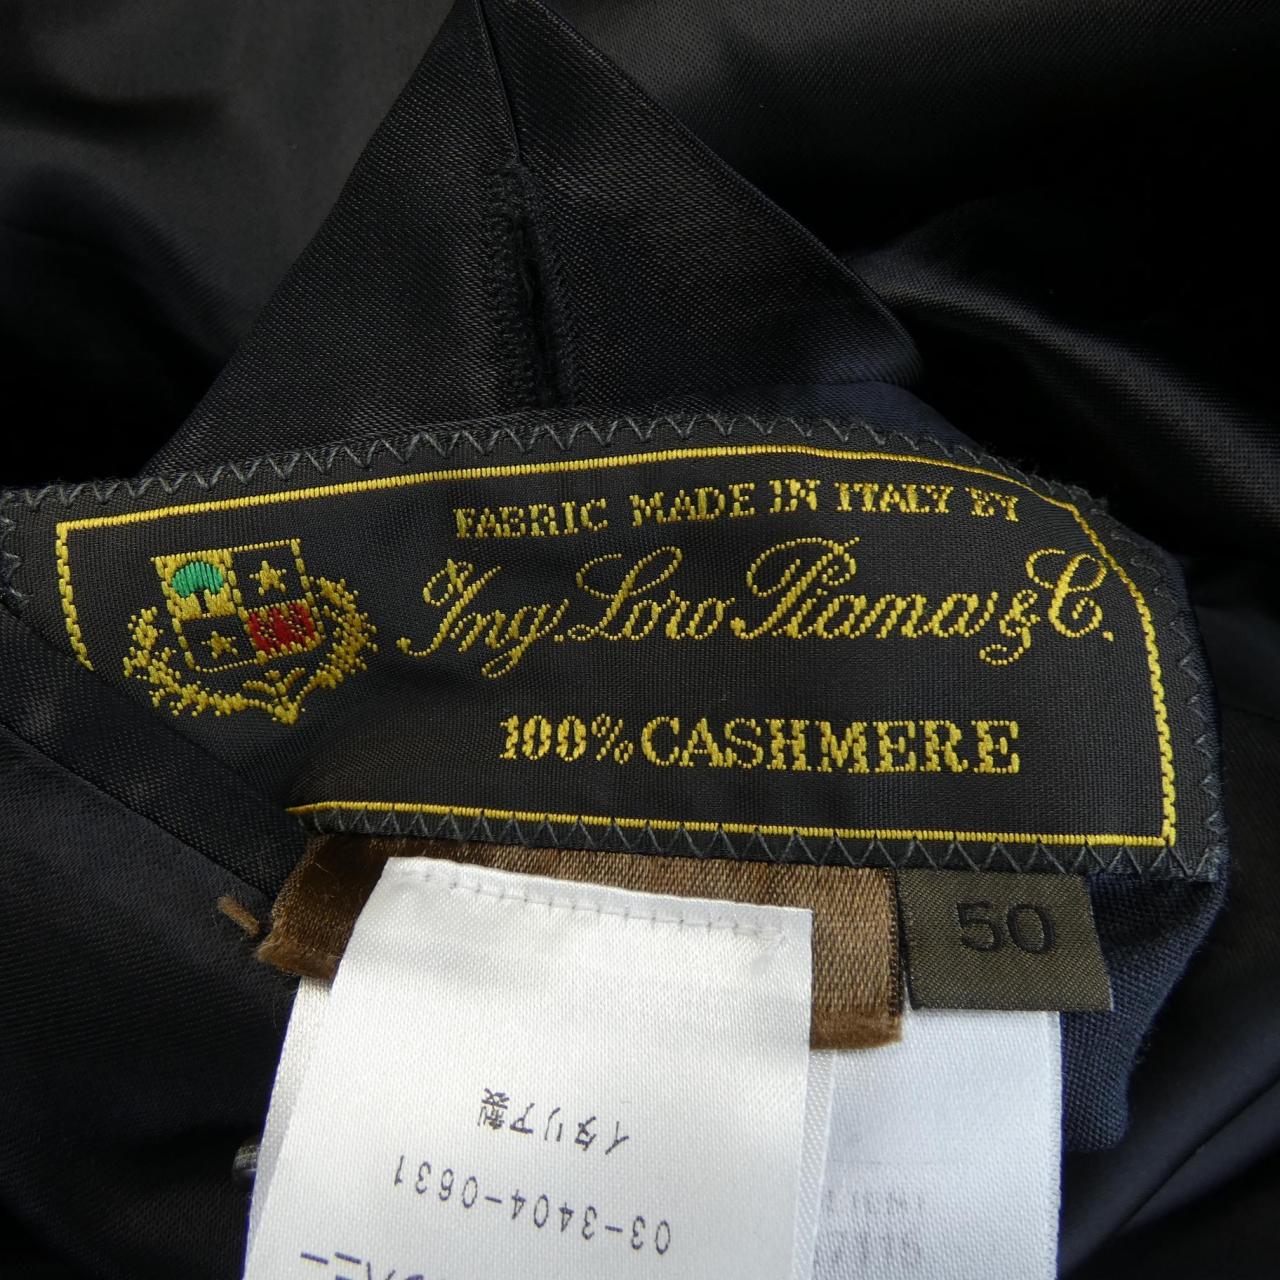 FABRIC MADE IN ITALY BY
Ing. Loro Piana & C.
100% CASHMERE
50
イタリア製
03-3404-0631